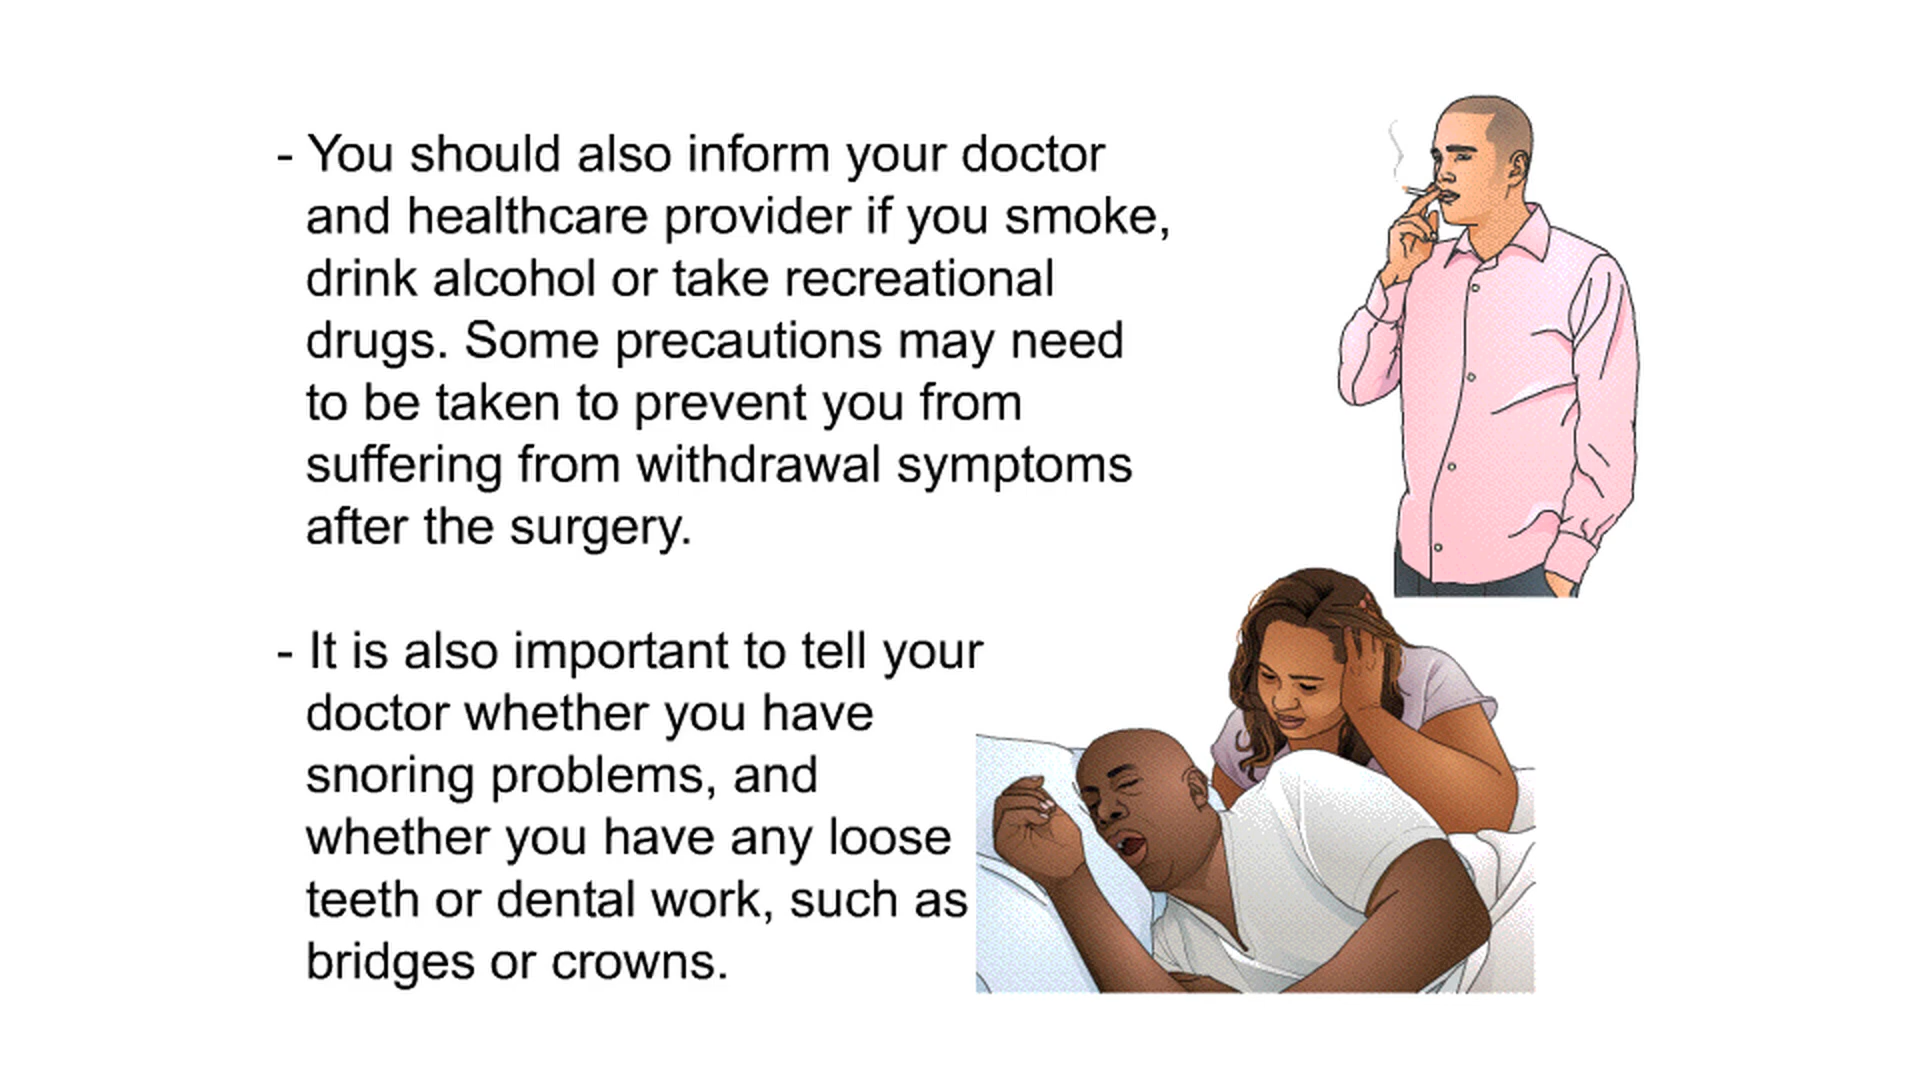 - You should also inform your doctor
and healthcare provider if you smoke,
drink alcohol or take recreational
drugs. Some precautions may need
to be taken to prevent you from
suffering from withdrawal symptoms
after the surgery.
- It is also important to tell your
doctor whether you have
snoring problems, and
whether you have any loose
teeth or dental work, such as
bridges or crowns.